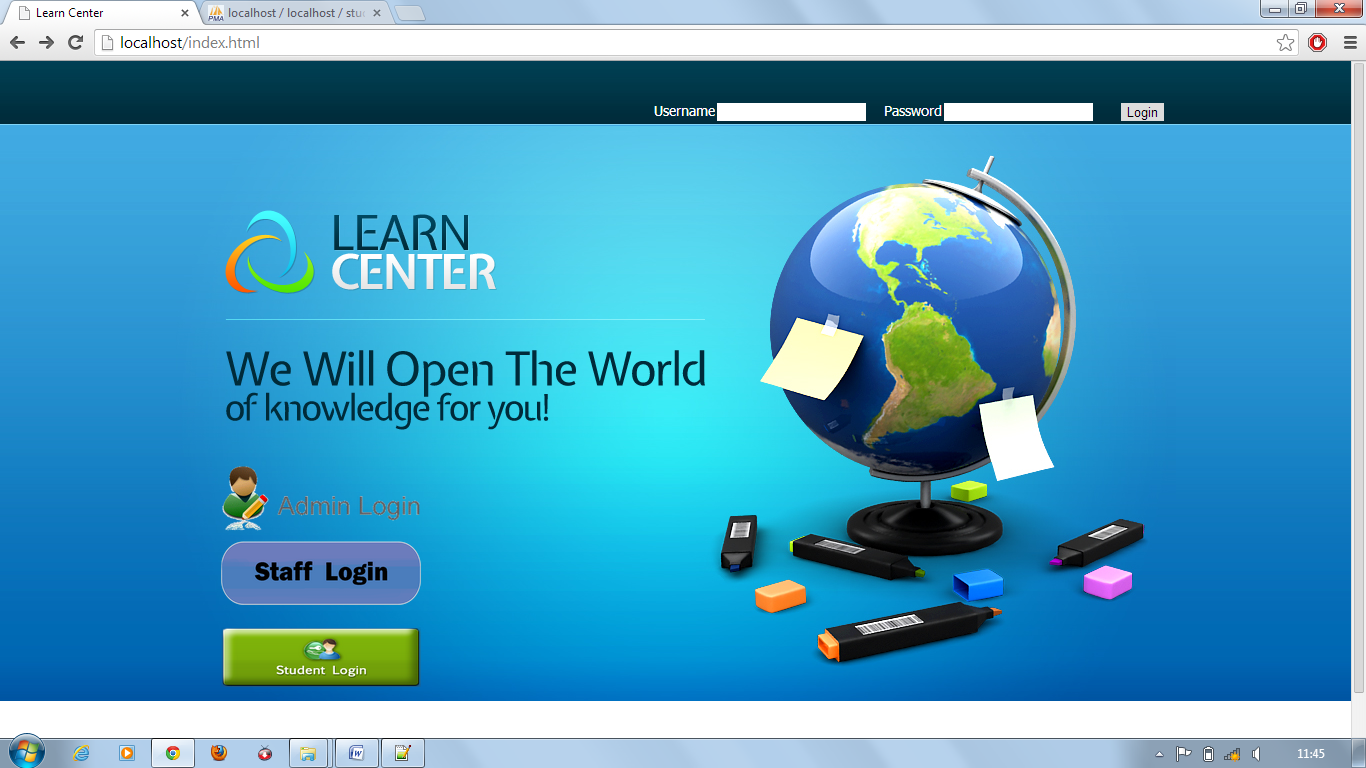 Learn Center
localhost / localhost / stu
localhost/index.html
Username Password Login
LEARN
CENTER
We Will Open The World
of knowledge for you!
Admin Login
Staff Login
Student Login
11:45